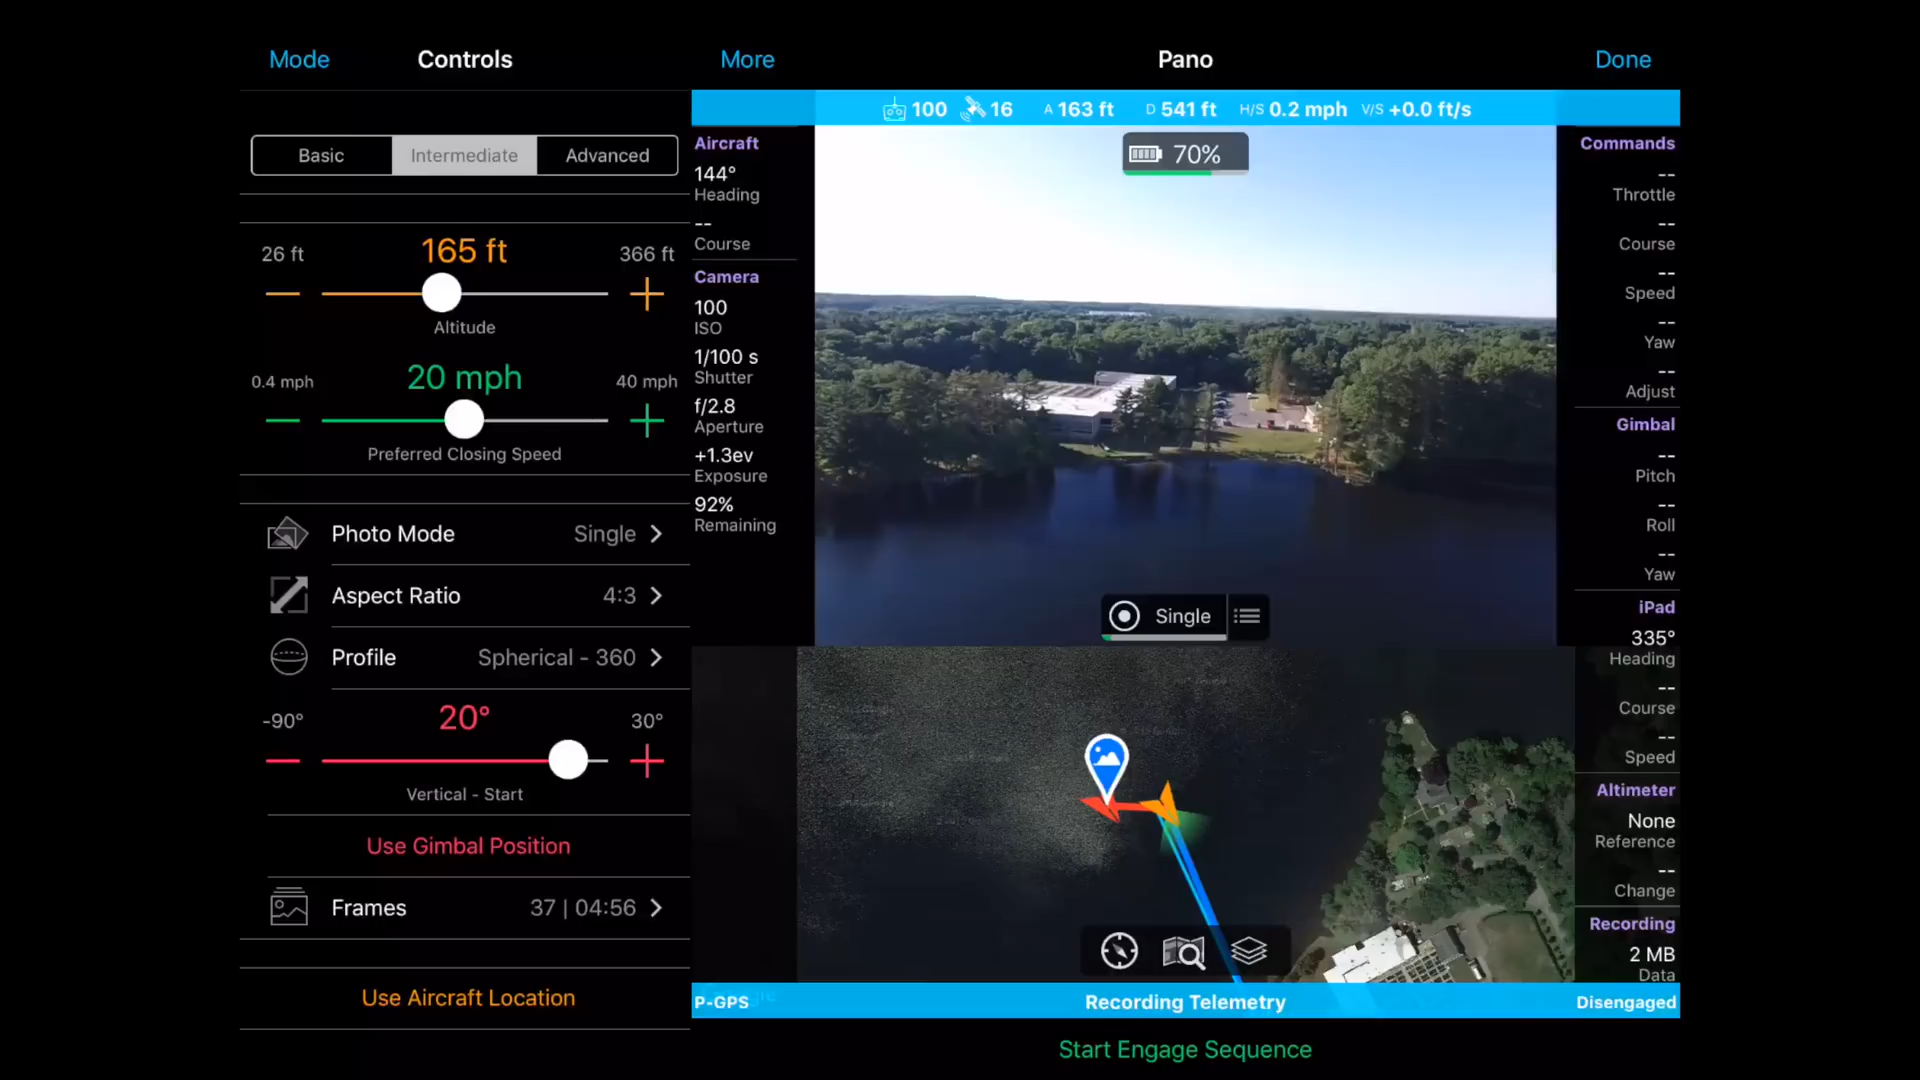 Mode Controls More Pano Done
Basic Intermediate Advanced
26 ft 165 ft 366 ft
Altitude
0.4 mph 20 mph 40 mph
Preferred Closing Speed
Photo Mode Single
Aspect Ratio 4:3
Profile Spherical - 360
-90° 20° 30°
Vertical - Start
Use Gimbal Position
Frames 37 | 04:56
Use Aircraft Location
100 16 A 163 ft D 541 ft H/S 0.2 mph V/S +0.0 ft/s
Aircraft
144°
Heading
--
Course
Camera
100
ISO
1/100 s
Shutter
f/2.8
Aperture
+1.3ev
Exposure
92%
Remaining
70%
Single
Commands
--
Throttle
--
Course
--
Speed
--
Yaw
--
Adjust
Gimbal
--
Pitch
--
Roll
--
Yaw
iPad
335°
Heading
--
Course
--
Speed
Altimeter
None
Reference
--
Change
Recording
2 MB
Data
P-GPS Recording Telemetry Disengaged
Start Engage Sequence